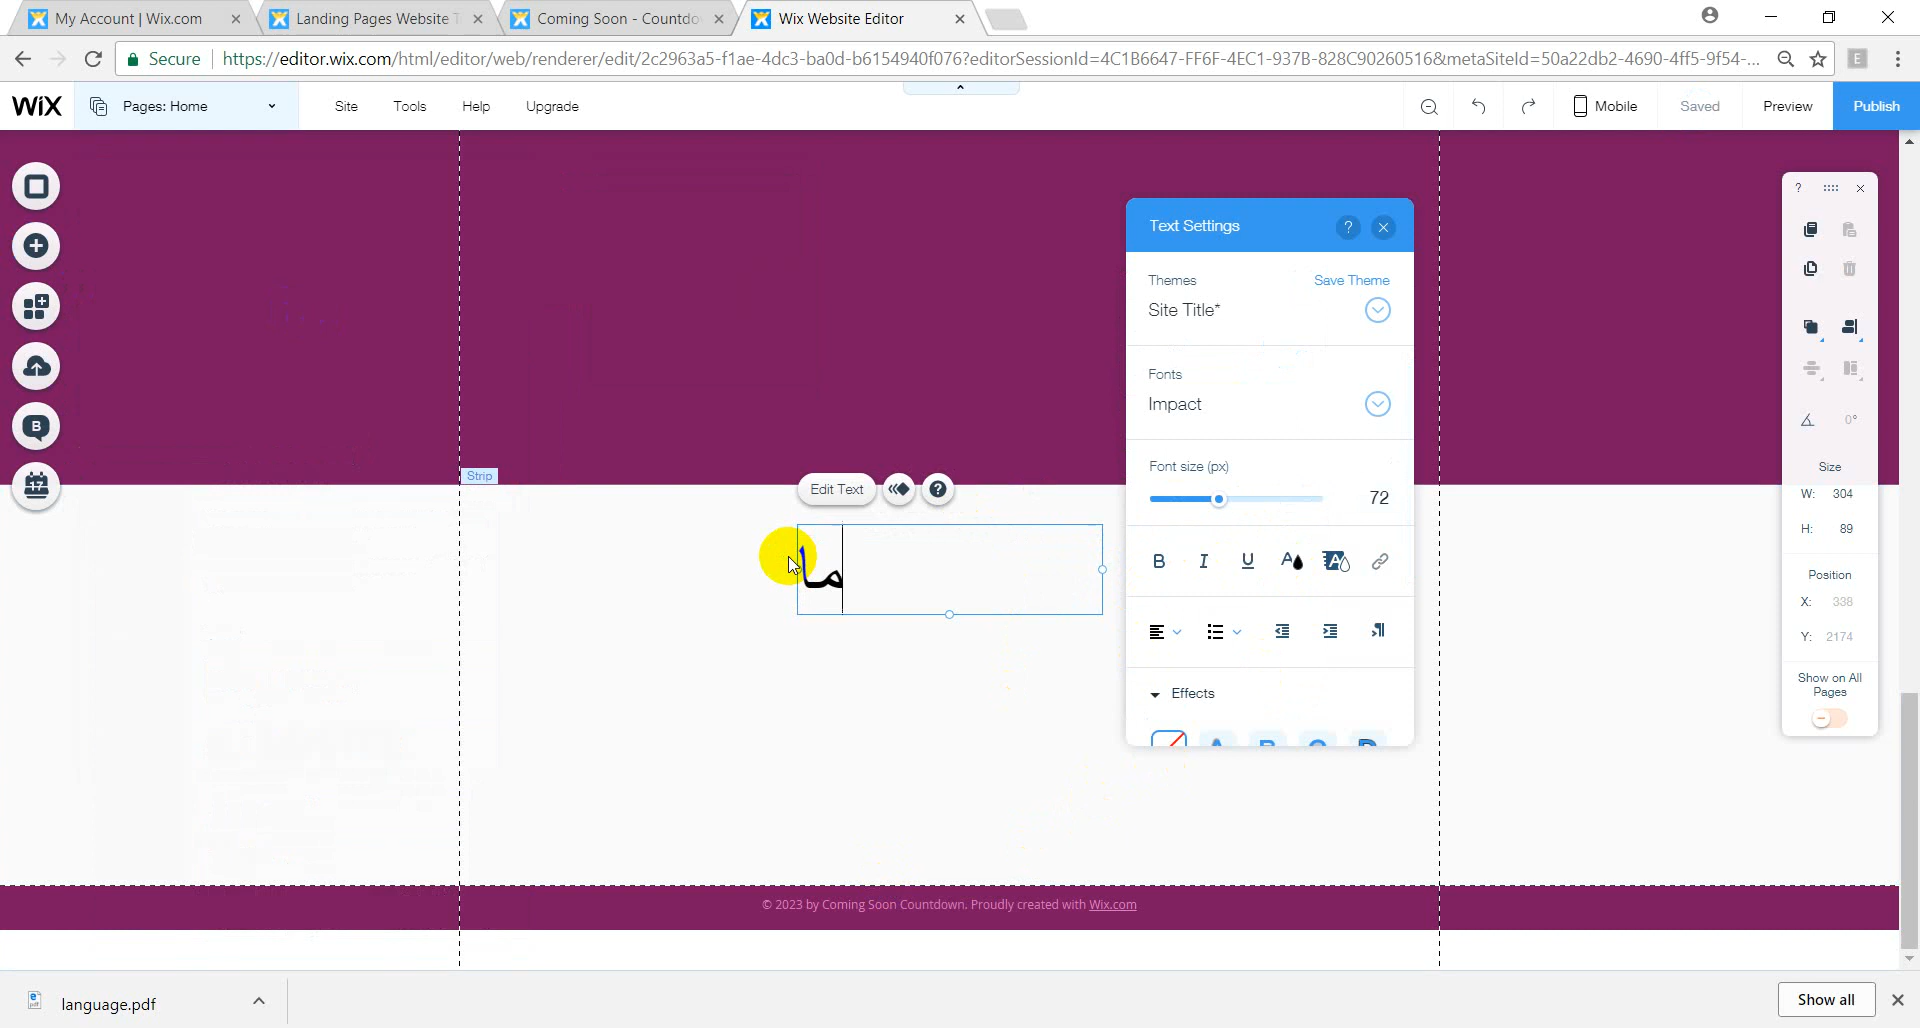 My Account | Wix.com
Landing Pages Website T
Coming Soon - Countdo
Wix Website Editor
Secure
https://editor.wix.com/html/editor/web/renderer/edit/2c2963a5-f1ae-4dc3-ba0d-b6154940f076?editorSessionId=4C1B6647-FF6F-4EC1-937B-828C90260516&metaSiteId=50a22db2-4690-4ff5-9f54-...
E
WiX
Pages: Home
Site
Tools
Help
Upgrade
Mobile
Saved
Preview
Publish
Text Settings
?
Themes
Save Theme
Site Title*
Fonts
Impact
Font size (px)
72
B I U A A
Effects
Strip
Edit Text
?
ما
?
0°
Size
W: 304
H: 89
Position
X: 338
Y: 2174
Show on All
Pages
B
17
© 2023 by Coming Soon Countdown. Proudly created with Wix.com
language.pdf
Show all